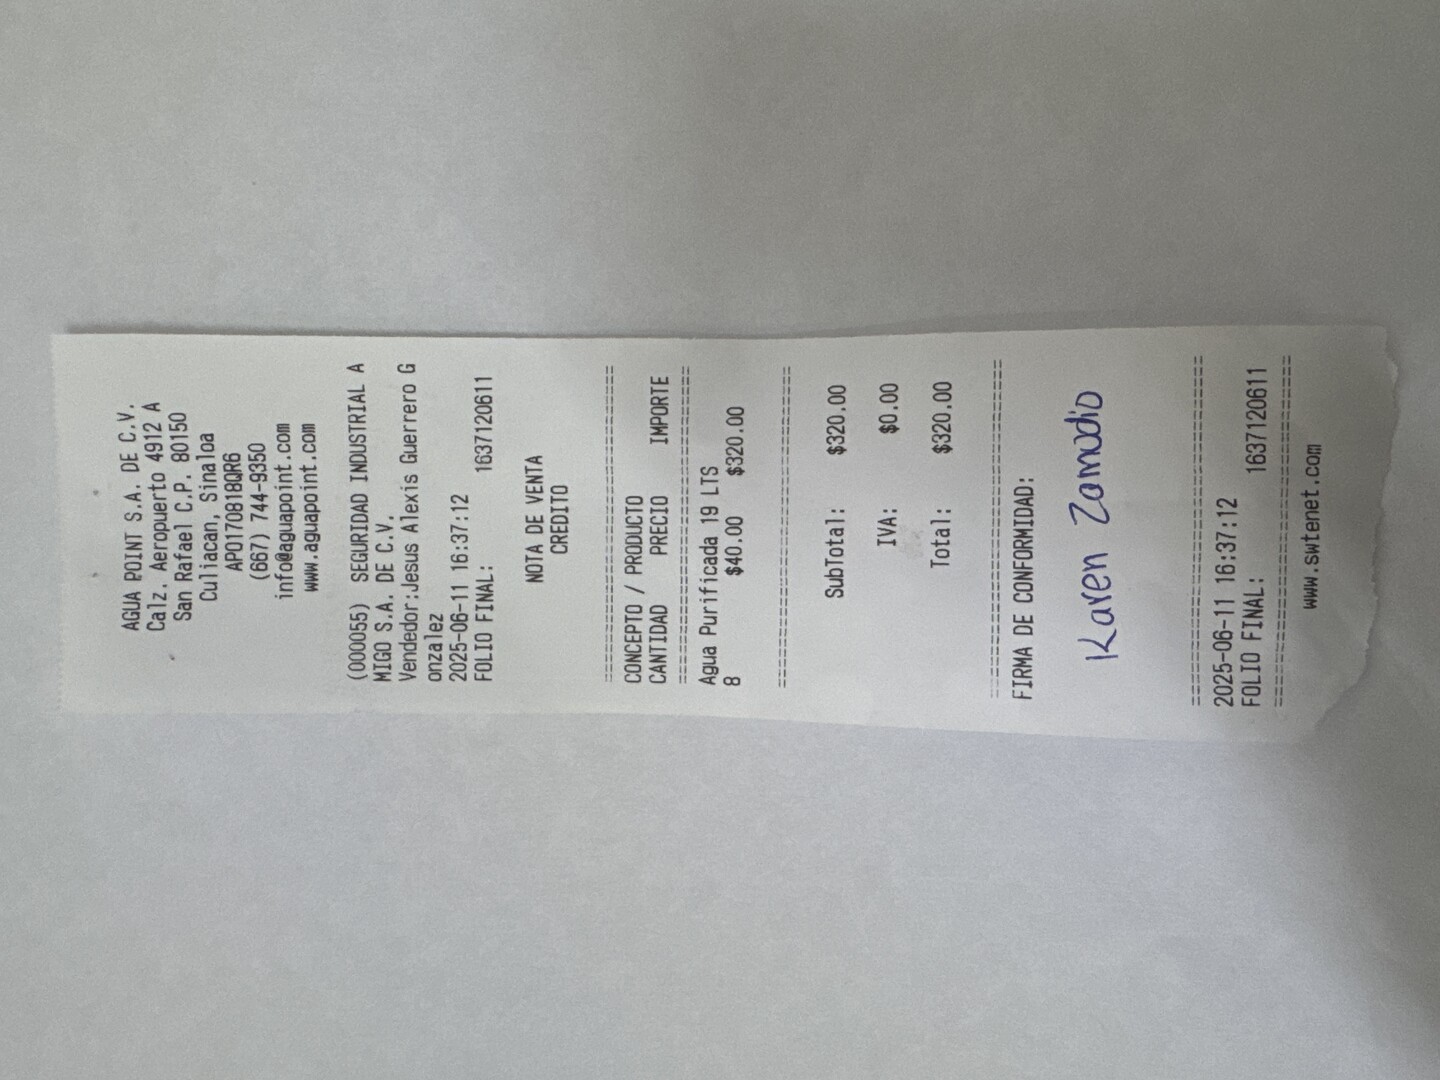 AGUA POINT S.A. DE C.V.
Calz. Aeropuerto 4912 A
San Rafael C.P. 80150
Culiacan, Sinaloa
APO170818QR6
(667) 744-9350
info@aguapoint.com
www.aguapoint.com
(000055) SEGURIDAD INDUSTRIAL A
MIGO S.A. DE C.V.
Vendedor:Jesus Alexis Guerrero G
onzalez
2025-06-11 16:37:12
FOLIO FINAL: 1637120611
NOTA DE VENTA
CREDITO
================================
CONCEPTO / PRODUCTO
CANTIDAD PRECIO IMPORTE
================================
Agua Purificada 19 LTS
8 $40.00 $320.00
================================
SubTotal: $320.00
IVA: $0.00
Total: $320.00
================================
FIRMA DE CONFORMIDAD:
Karen Zamudio
================================
2025-06-11 16:37:12
FOLIO FINAL: 1637120611
================================
www.swtenet.com